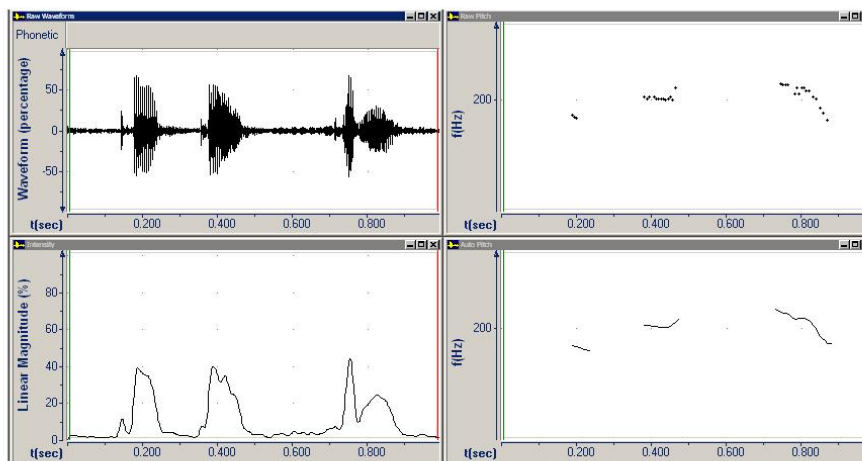 Raw Waveform
Phonetic
Waveform (percentage)
50
0
-50
t(sec)
0.200
0.400
0.600
0.800
Raw Pitch
f(Hz)
200
t(sec)
0.200
0.400
0.600
0.800
Intensity
Linear Magnitude (%)
80
60
40
20
0
t(sec)
0.200
0.400
0.600
0.800
Auto Pitch
f(Hz)
200
t(sec)
0.200
0.400
0.600
0.800